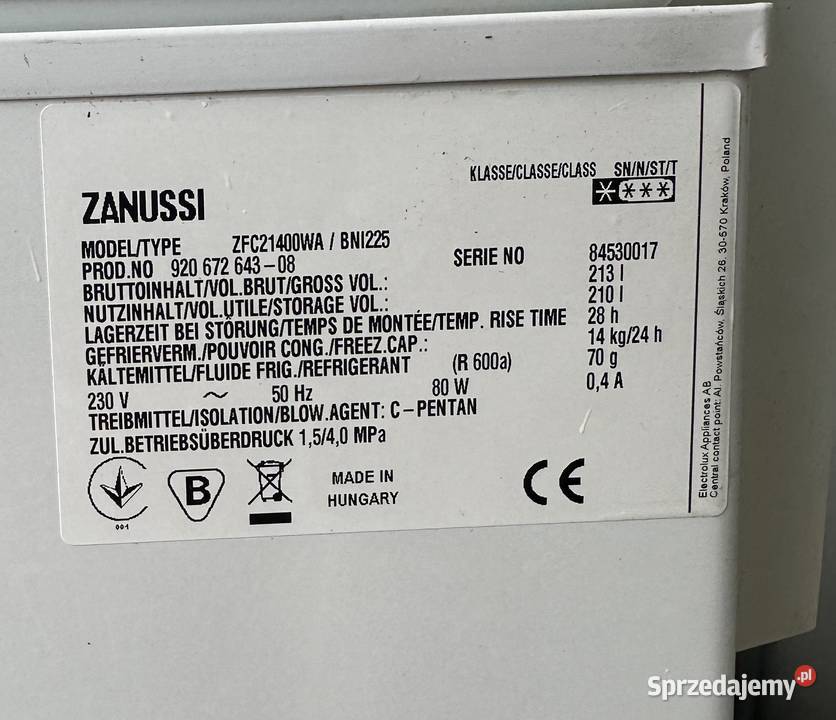 KLASSE/CLASSE/CLASS SN/N/ST/T
ZANUSSI
MODEL/TYPE ZFC21400WA / BNI225
PROD.NO 920 672 643-08 SERIE NO 84530017
BRUTTOINHALT/VOL.BRUT/GROSS VOL.: 213 l
NUTZINHALT/VOL.UTILE/STORAGE VOL.: 210 l
LAGERZEIT BEI STÖRUNG/TEMPS DE MONTÉE/TEMP. RISE TIME 28 h
GEFRIERVERM./POUVOIR CONG./FREEZ.CAP.: 14 kg/24 h
KÄLTEMITTEL/FLUIDE FRIG./REFRIGERANT (R 600a) 70 g
230 V ~ 50 Hz 80 W 0,4 A
TREIBMITTEL/ISOLATION/BLOW.AGENT: C-PENTAN
ZUL.BETRIEBSÜBERDRUCK 1,5/4,0 MPa
001
B
MADE IN
HUNGARY
CE
Electrolux Appliances AB
Central contact point: Al. Powstańców, Śląskich 26, 30-570 Kraków, Poland
Sprzedajemy.pl